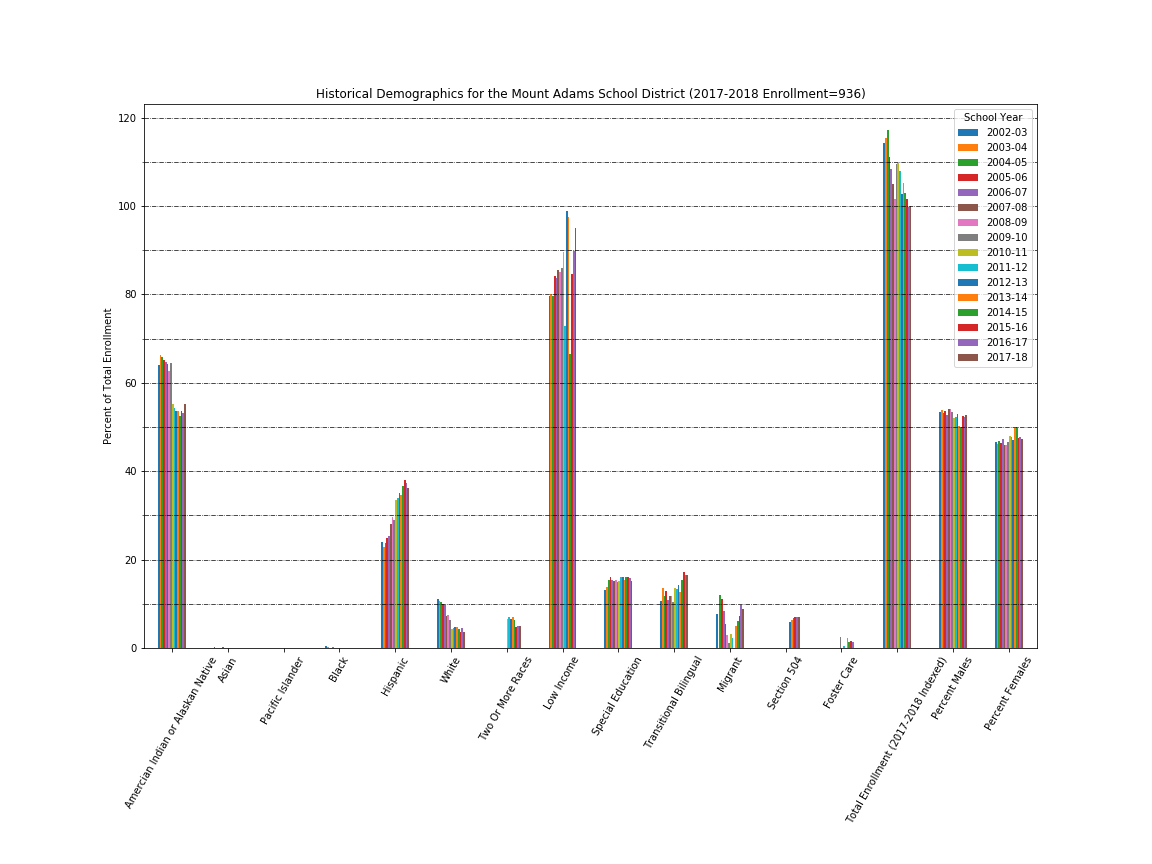 Historical Demographics for the Mount Adams School District (2017-2018 Enrollment=936)
Percent of Total Enrollment
120
100
80
60
40
20
0
School Year
2002-03
2003-04
2004-05
2005-06
2006-07
2007-08
2008-09
2009-10
2010-11
2011-12
2012-13
2013-14
2014-15
2015-16
2016-17
2017-18
Amercian Indian or Alaskan Native
Asian
Pacific Islander
Black
Hispanic
White
Two Or More Races
Low Income
Special Education
Transitional Bilingual
Migrant
Section 504
Foster Care
Total Enrollment (2017-2018 Indexed)
Percent Males
Percent Females